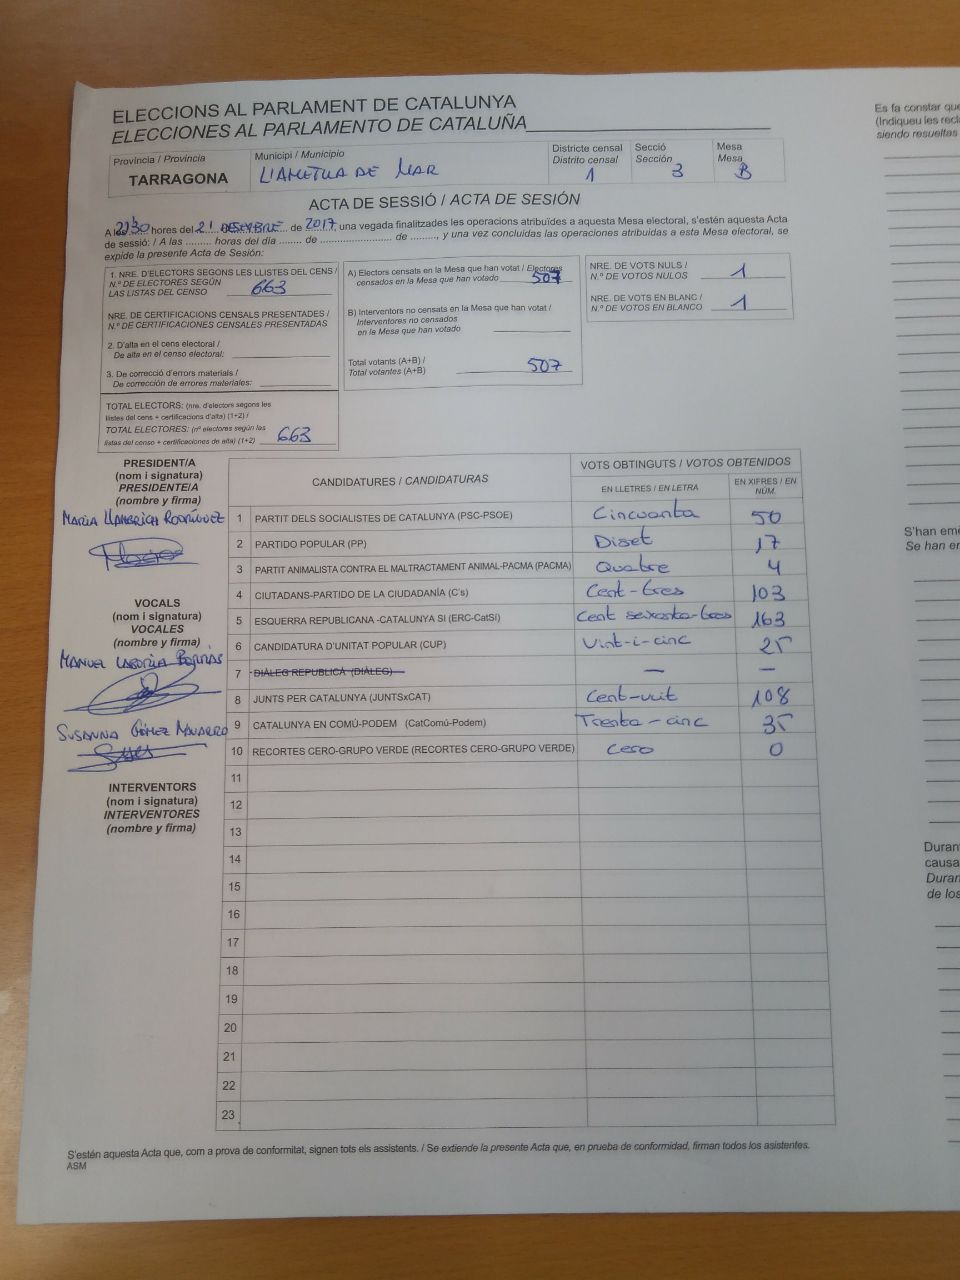 ELECCIONS AL PARLAMENT DE CATALUNYA
ELECCIONES AL PARLAMENTO DE CATALUÑA
Província / Provincia
TARRAGONA
Municipi / Municipio
L'AMETLLA DE MAR
Districte censal
Distrito censal
1
Secció
Sección
3
Mesa
Mesa
B
ACTA DE SESSIÓ / ACTA DE SESIÓN
A les 21'30 hores del 21 DESEMBRE de 2017, una vegada finalitzades les operacions atribuïdes a aquesta Mesa electoral, s'estén aquesta Acta
de sessió: / A las ......... horas del día ........ de ......................... de ........., y una vez concluidas las operaciones atribuidas a esta Mesa electoral, se
expide la presente Acta de Sesión:
1. NRE. D'ELECTORS SEGONS LES LLISTES DEL CENS /
N.º DE ELECTORES SEGÚN
LAS LISTAS DEL CENSO 663
NRE. DE CERTIFICACIONS CENSALS PRESENTADES /
N.º DE CERTIFICACIONES CENSALES PRESENTADAS
2. D'alta en el cens electoral /
De alta en el censo electoral:
3. De correcció d'errors materials /
De corrección de errores materiales:
TOTAL ELECTORS: (nre. d'electors segons les
llistes del cens + certificacions d'alta) (1+2) /
TOTAL ELECTORES: (nº electores según las
listas del censo + certificaciones de alta) (1+2) 663
A) Electors censats en la Mesa que han votat / Electores
censados en la Mesa que han votado 507
B) Interventors no censats en la Mesa que han votat /
Interventores no censados
en la Mesa que han votado
Total votants (A+B) /
Total votantes (A+B) 507
NRE. DE VOTS NULS /
N.º DE VOTOS NULOS 1
NRE. DE VOTS EN BLANC /
N.º DE VOTOS EN BLANCO 1
PRESIDENT/A
(nom i signatura)
PRESIDENTE/A
(nombre y firma)
MARIA LLAMBRICH RODRÍGUEZ
VOCALS
(nom i signatura)
VOCALES
(nombre y firma)
MANUEL BORRÁS
SUSANNA GÓMEZ NAVARRO
INTERVENTORS
(nom i signatura)
INTERVENTORES
(nombre y firma)
CANDIDATURES / CANDIDATURAS
VOTS OBTINGUTS / VOTOS OBTENIDOS
EN LLETRES / EN LETRA
EN XIFRES / EN NÚM.
1 PARTIT DELS SOCIALISTES DE CATALUNYA (PSC-PSOE) Cincuanta 50
2 PARTIDO POPULAR (PP) Diset 17
3 PARTIT ANIMALISTA CONTRA EL MALTRACTAMENT ANIMAL-PACMA (PACMA) Quatre 4
4 CIUTADANS-PARTIDO DE LA CIUDADANÍA (C's) Cent-tres 103
5 ESQUERRA REPUBLICANA -CATALUNYA SI (ERC-CatSI) Cent seixanta-tres 163
6 CANDIDATURA D'UNITAT POPULAR (CUP) Vint-i-cinc 25
7 DIÀLEG REPUBLICÀ (DIÀLEG) — —
8 JUNTS PER CATALUNYA (JUNTSxCAT) Cent-vuit 108
9 CATALUNYA EN COMÚ-PODEM (CatComú-Podem) Trenta-cinc 35
10 RECORTES CERO-GRUPO VERDE (RECORTES CERO-GRUPO VERDE) Cero 0
11
12
13
14
15
16
17
18
19
20
21
22
23
S'estén aquesta Acta que, com a prova de conformitat, signen tots els assistents. / Se extiende la presente Acta que, en prueba de conformidad, firman todos los asistentes.
ASM
Es fa constar que
(Indiqueu les recl
siendo resueltas
S'han em
Se han e
Durant
causa
Duran
de los